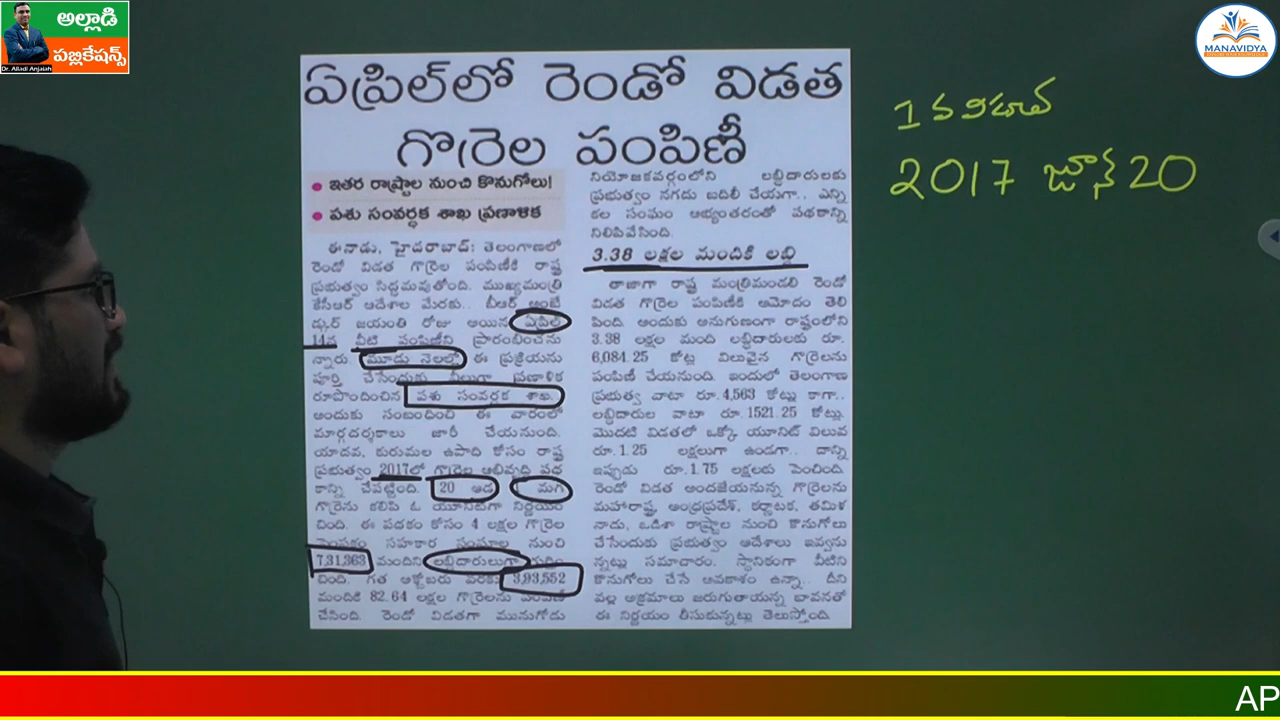 అల్లాడి
పబ్లికేషన్స్
Dr. Alladi Anjaiah
MANAVIDYA
ఏప్రిల్‌లో రెండో విడత
గొర్రెల పంపిణీ
• ఇతర రాష్ట్రాల నుంచి కొనుగోలు!
• పశు సంవర్ధక శాఖ ప్రణాళిక
ఈనాడు, హైదరాబాద్: తెలంగాణలో
రెండో విడత గొర్రెల పంపిణీకి రాష్ట్ర
ప్రభుత్వం సిద్ధమవుతోంది. ముఖ్యమంత్రి
కేసీఆర్ ఆదేశాల మేరకు.. బీఆర్ అంబే
డ్కర్ జయంతి రోజు అయిన ఏప్రిల్
14న వీటి పంపిణీని ప్రారంభించను
న్నారు. మూడు నెలల్లో ఈ ప్రక్రియను
పూర్తి చేసేందుకు వీలుగా ప్రణాళిక
రూపొందించిన పశు సంవర్ధక శాఖ..
అందుకు సంబంధించి ఈ వారంలో
మార్గదర్శకాలు జారీ చేయనుంది.
యాదవ, కురుమల ఉపాధి కోసం రాష్ట్ర
ప్రభుత్వం 2017లో గొర్రెల అభివృద్ధి పథ
కాన్ని చేపట్టింది. 20 ఆడ, మగ
గొర్రెను కలిపి ఓ యూనిట్‌గా నిర్ణయిం
చింది. ఈ పథకం కోసం 4 లక్షల గొర్రెల
పెంపకం సహకార సంఘాల నుంచి
7,31,363 మందిని లబ్ధిదారులుగా గుర్తిం
చింది. గత అక్టోబరు వరకు 3,93,552
మందికి 82.64 లక్షల గొర్రెలను పంపిణీ
చేసింది. రెండో విడతగా మునుగోడు
నియోజకవర్గంలోని లబ్ధిదారులకు
ప్రభుత్వం నగదు బదిలీ చేయగా.. ఎన్ని
కల సంఘం అభ్యంతరంతో పథకాన్ని
నిలిపివేసింది.
3.38 లక్షల మందికి లబ్ధి
తాజాగా రాష్ట్ర మంత్రిమండలి రెండో
విడత గొర్రెల పంపిణీకి ఆమోదం తెలి
పింది. అందుకు అనుగుణంగా రాష్ట్రంలోని
3.38 లక్షల మంది లబ్ధిదారులకు రూ.
6,084.25 కోట్ల విలువైన గొర్రెలను
పంపిణీ చేయనుంది. ఇందులో తెలంగాణ
ప్రభుత్వ వాటా రూ.4,563 కోట్లు కాగా..
లబ్ధిదారుల వాటా రూ.1521.25 కోట్లు.
మొదటి విడతలో ఒక్కో యూనిట్ విలువ
రూ.1.25 లక్షలుగా ఉండగా.. దాన్ని
ఇప్పుడు రూ.1.75 లక్షలకు పెంచింది.
రెండో విడత అందజేయనున్న గొర్రెలను
మహారాష్ట్ర, ఆంధ్రప్రదేశ్, కర్ణాటక, తమిళ
నాడు, ఒడిశా రాష్ట్రాల నుంచి కొనుగోలు
చేసేందుకు ప్రభుత్వం ఆదేశాలు ఇవ్వను
న్నట్లు సమాచారం. స్థానికంగా వీటిని
కొనుగోలు చేసే అవకాశం ఉన్నా.. దీని
వల్ల అక్రమాలు జరుగుతాయన్న భావనతో
ఈ నిర్ణయం తీసుకున్నట్లు తెలుస్తోంది.
1వ విడత
2017 జూన్ 20
AP